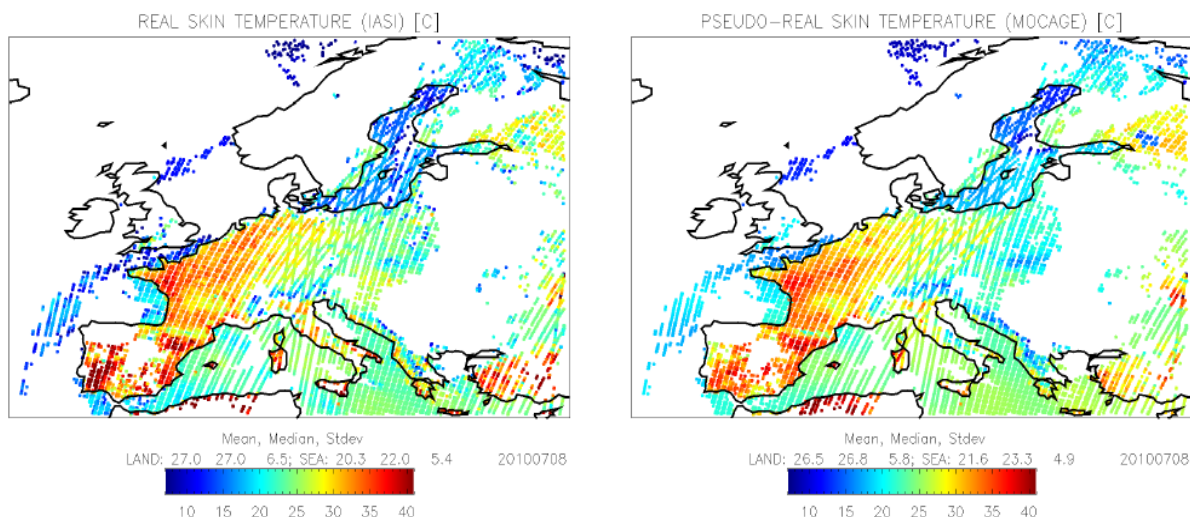 REAL SKIN TEMPERATURE (IASI) [C]
Mean, Median, Stdev
LAND: 27.0 27.0 6.5; SEA: 20.3 22.0 5.4 20100708
10 15 20 25 30 35 40
PSEUDO-REAL SKIN TEMPERATURE (MOCAGE) [C]
Mean, Median, Stdev
LAND: 26.5 26.8 5.8; SEA: 21.6 23.3 4.9 20100708
10 15 20 25 30 35 40